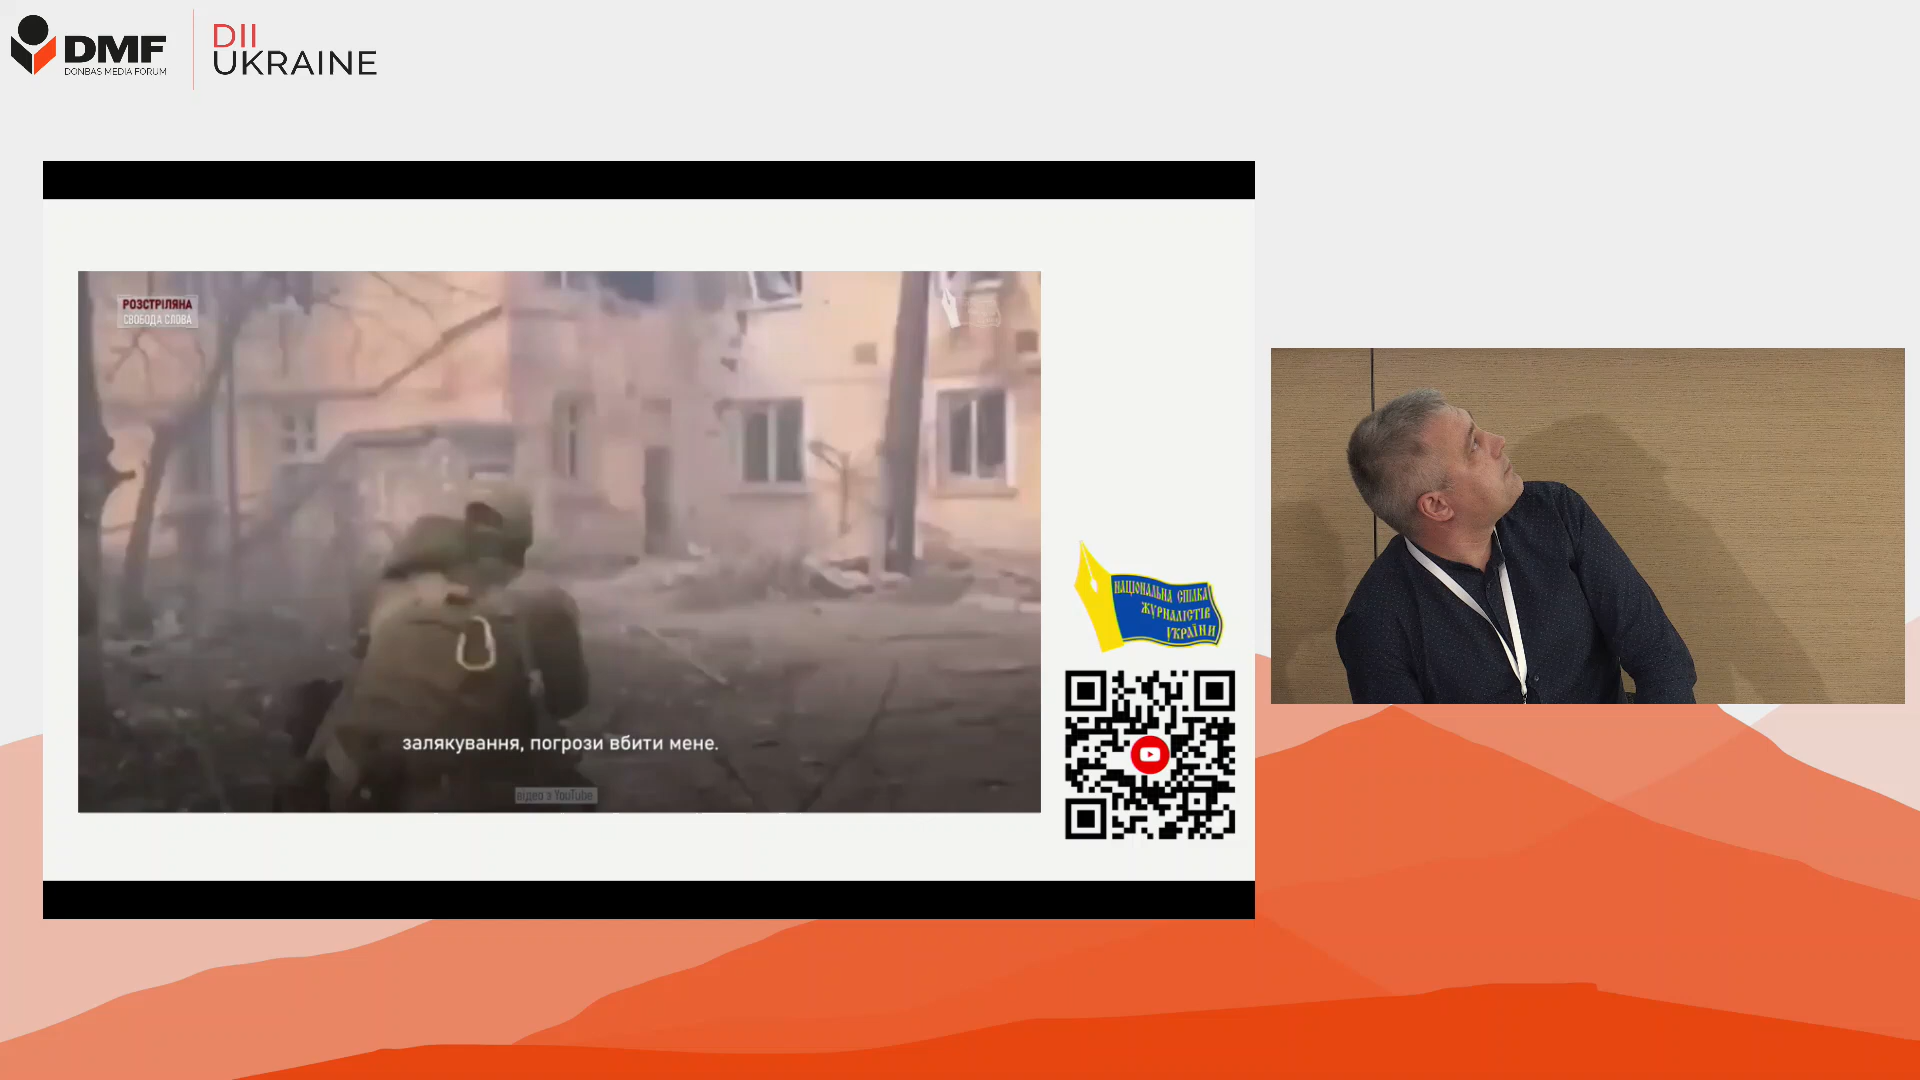 DMF
DONBAS MEDIA FORUM
DII
UKRAINE
РОЗСТРІЛЯНА
СВОБОДА СЛОВА
залякування, погрози вбити мене.
відео з YouTube
НАЦІОНАЛЬНА СПІЛКА
ЖУРНАЛІСТІВ
УКРАЇНИ